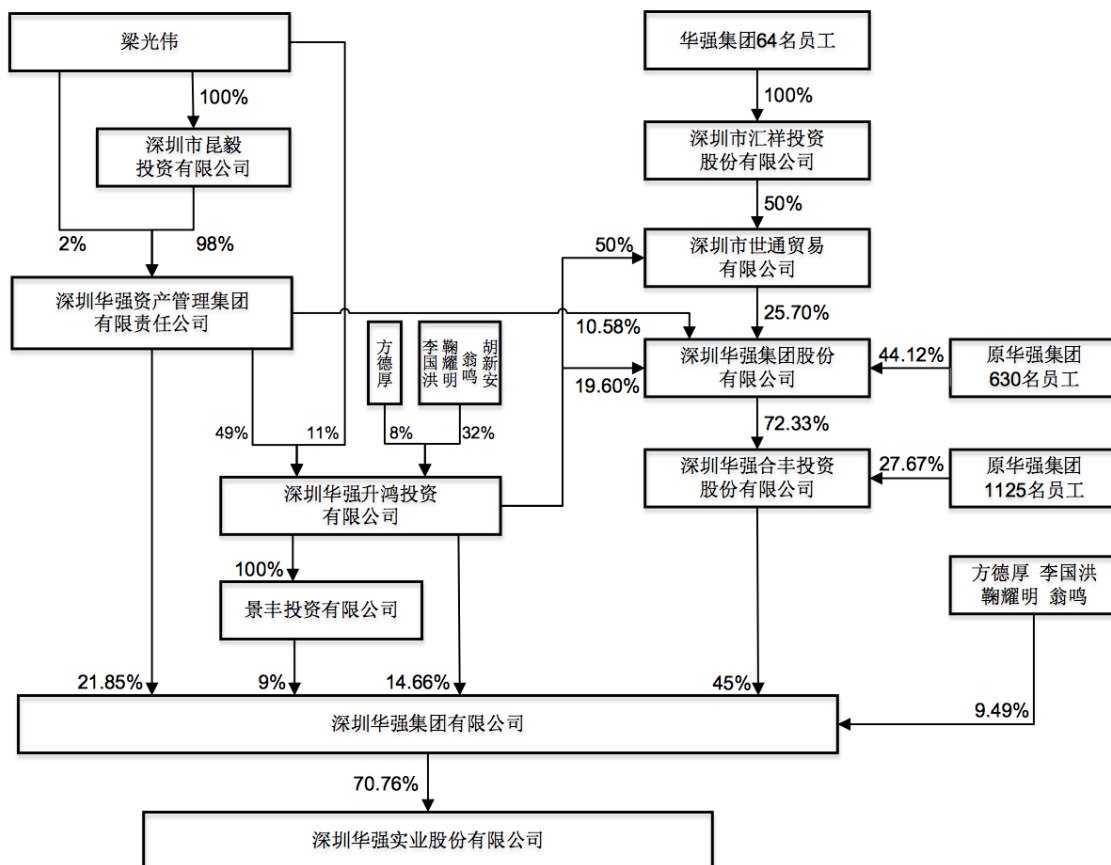 梁光伟
华强集团64名员工
100%
100%
深圳市昆毅
投资有限公司
深圳市汇祥投资
股份有限公司
50%
2%
98%
50%
深圳市世通贸易
有限公司
深圳华强资产管理集团
有限责任公司
25.70%
10.58%
方德厚
李国洪
鞠耀明
翁鸣
胡新安
深圳华强集团股份
有限公司
44.12%
原华强集团
630名员工
19.60%
72.33%
49%
11%
8%
32%
深圳华强合丰投资
股份有限公司
27.67%
原华强集团
1125名员工
深圳华强升鸿投资
有限公司
100%
景丰投资有限公司
方德厚 李国洪
鞠耀明 翁鸣
21.85%
9%
14.66%
45%
9.49%
深圳华强集团有限公司
70.76%
深圳华强实业股份有限公司